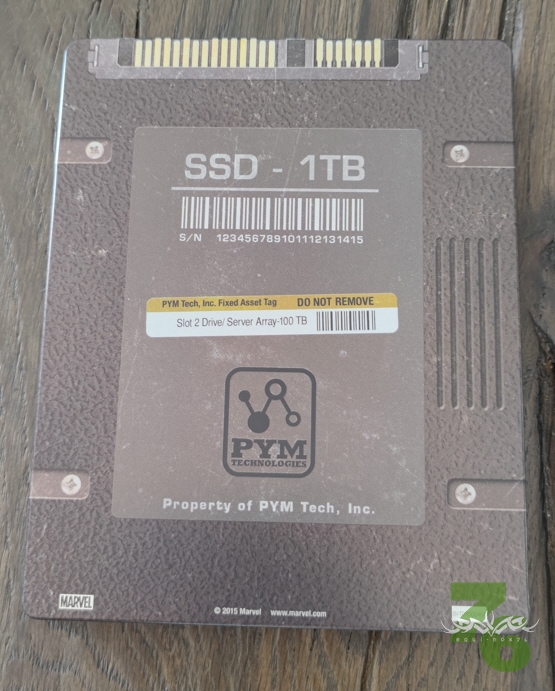 SSD - 1TB
S/N 123456789101112131415
PYM Tech, Inc. Fixed Asset Tag DO NOT REMOVE
Slot 2 Drive/ Server Array-100 TB
PYM
TECHNOLOGIES
Property of PYM Tech, Inc.
MARVEL
© 2015 Marvel www.marvel.com
76